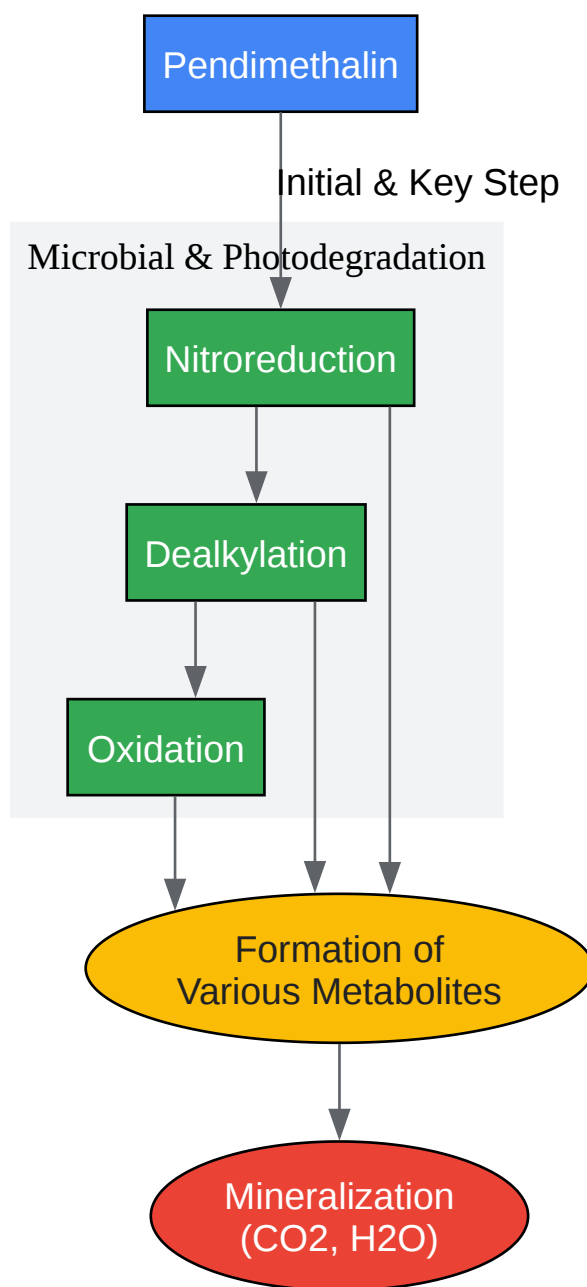 Pendimethalin
Initial & Key Step
Microbial & Photodegradation
Nitroreduction
Dealkylation
Oxidation
Formation of
Various Metabolites
Mineralization
(CO2, H2O)